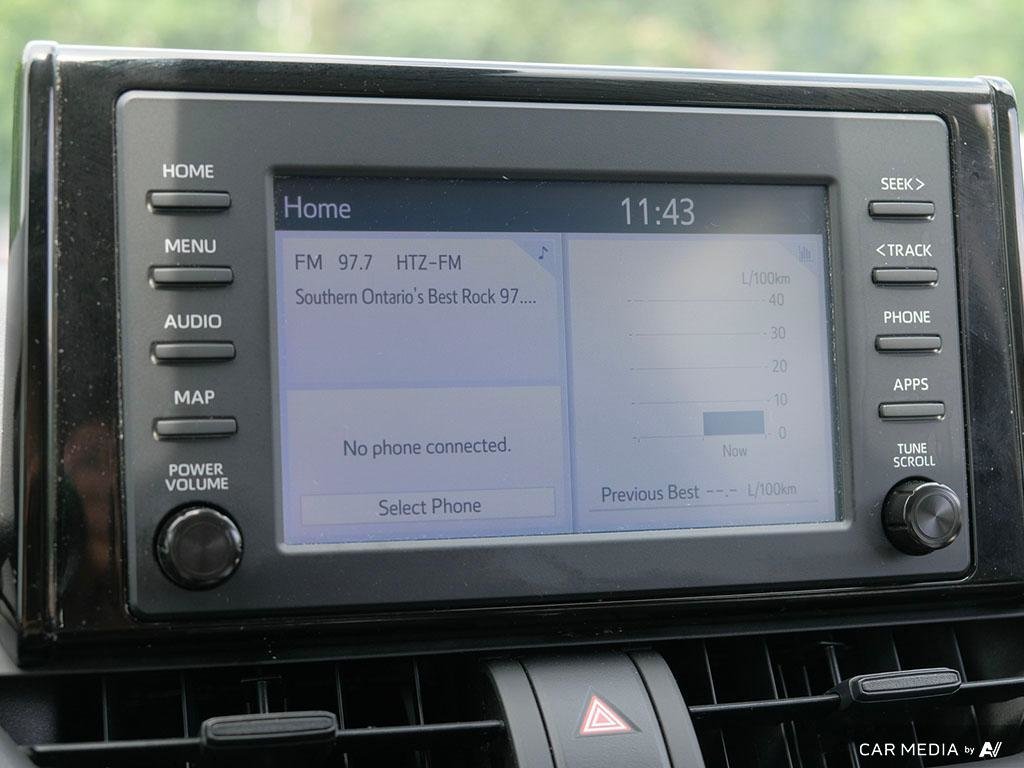 HOME
MENU
AUDIO
MAP
POWER
VOLUME
Home 11:43
FM 97.7 HTZ-FM
Southern Ontario's Best Rock 97....
No phone connected.
Select Phone
L/100km
40
30
20
10
0
Now
Previous Best --.- L/100km
SEEK>
<TRACK
PHONE
APPS
TUNE
SCROLL
CAR MEDIA by AV